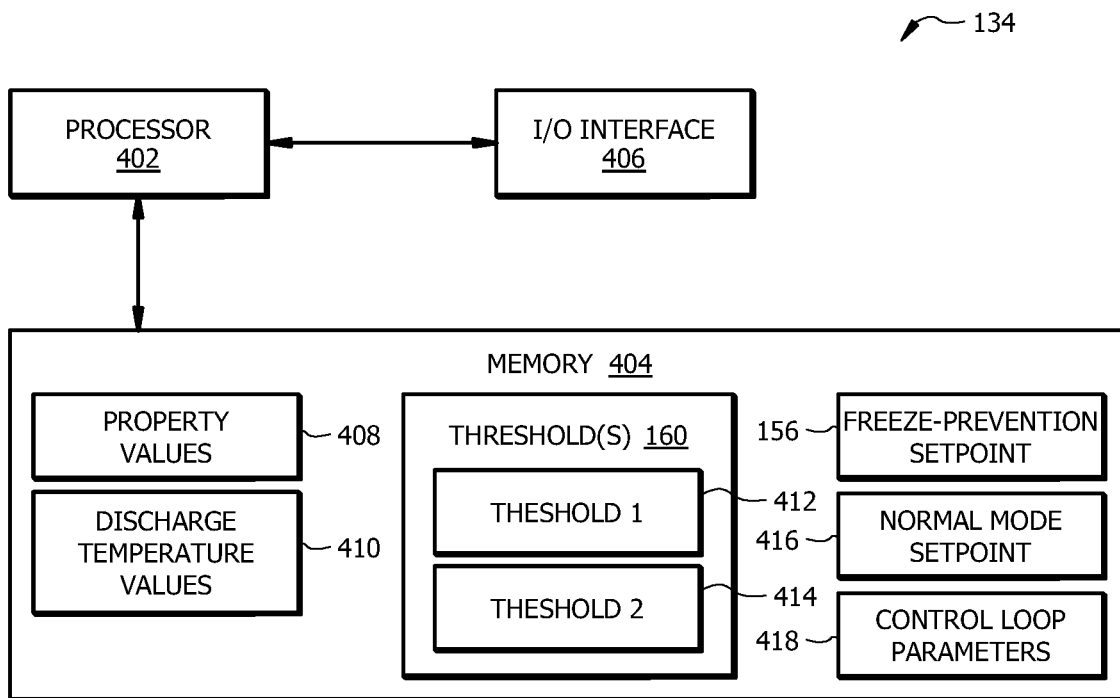 134
PROCESSOR
402
I/O INTERFACE
406
MEMORY 404
PROPERTY
VALUES
408
DISCHARGE
TEMPERATURE
VALUES
410
THRESHOLD(S) 160
THESHOLD 1
412
THESHOLD 2
414
156
FREEZE-PREVENTION
SETPOINT
416
NORMAL MODE
SETPOINT
418
CONTROL LOOP
PARAMETERS